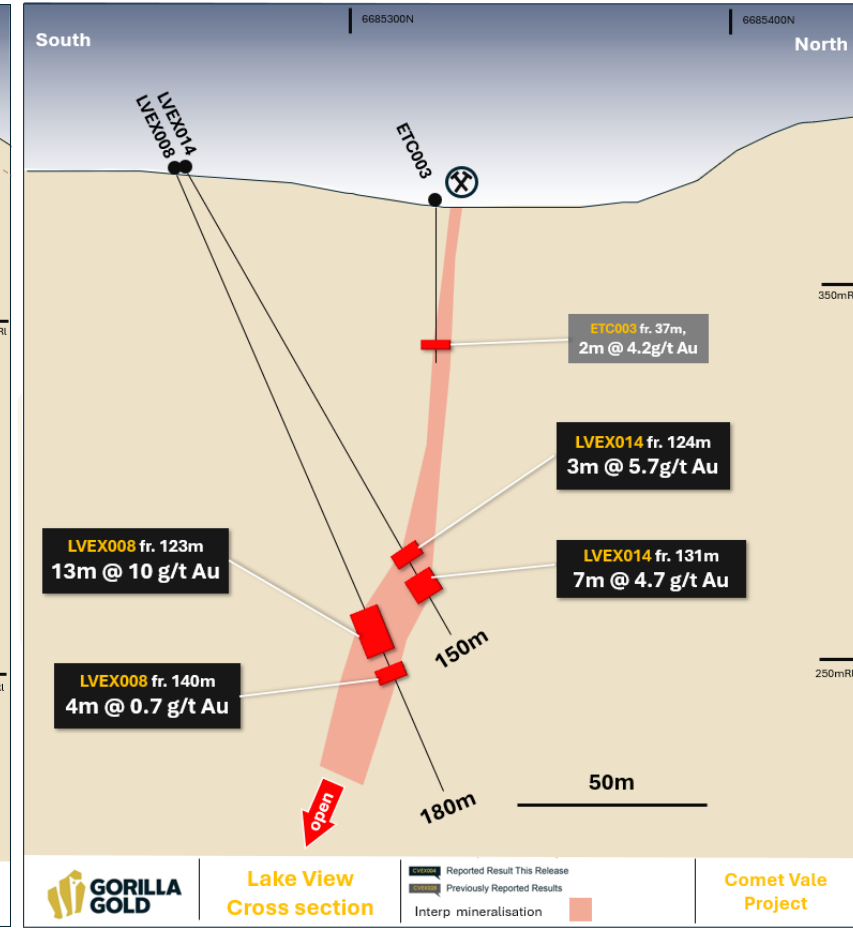 6685300N
6685400N
South
North
LVEX008
LVEX014
ETC003
350mR
ETC003 fr. 37m,
2m @ 4.2g/t Au
LVEX014 fr. 124m
3m @ 5.7g/t Au
LVEX008 fr. 123m
13m @ 10 g/t Au
LVEX014 fr. 131m
7m @ 4.7 g/t Au
150m
250mRl
LVEX008 fr. 140m
4m @ 0.7 g/t Au
open
180m
50m
GORILLA
GOLD
Lake View
Cross section
Reported Result This Release
Previously Reported Results
Interp mineralisation
Comet Vale
Project